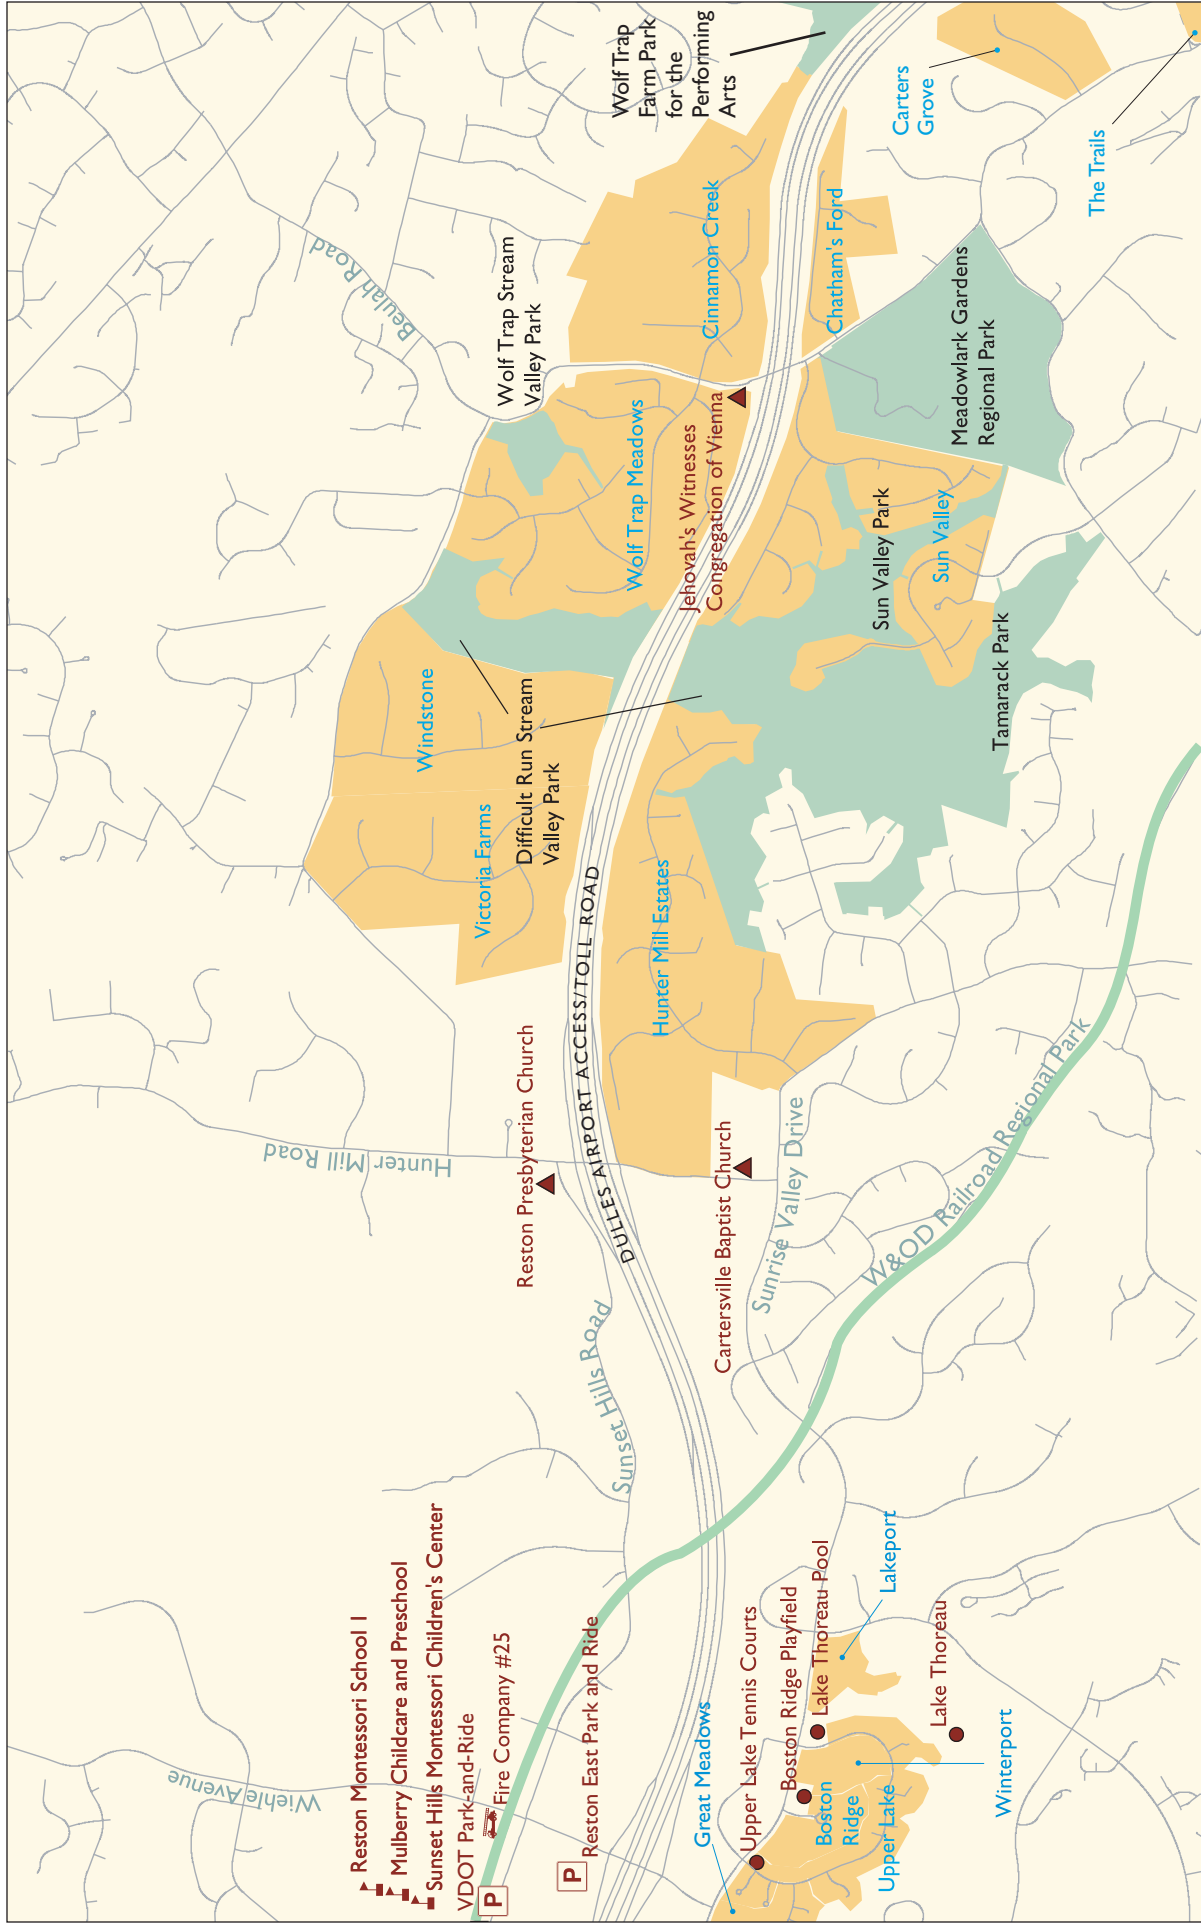 Reston Montessori School I
Mulberry Childcare and Preschool
Sunset Hills Montessori Children's Center
VDOT Park-and-Ride
P
Fire Company #25
Reston East Park and Ride
P
Wiehle Avenue
Great Meadows
Upper Lake Tennis Courts
Boston Ridge Playfield
Lake Thoreau Pool
Boston
Ridge
Upper Lake
Lakeport
Lake Thoreau
Winterport
Sunset Hills Road
Hunter Mill Road
Reston Presbyterian Church
DULLES AIRPORT ACCESS/TOLL ROAD
Cartersville Baptist Church
Sunrise Valley Drive
W&OD Railroad Regional Park
Hunter Mill Estates
Victoria Farms
Windstone
Difficult Run Stream
Valley Park
Wolf Trap Stream
Valley Park
Beulah Road
Wolf Trap Meadows
Jehovah's Witnesses
Congregation of Vienna
Sun Valley Park
Sun Valley
Tamarack Park
Meadowlark Gardens
Regional Park
Cinnamon Creek
Chatham's Ford
Wolf Trap
Farm Park
for the
Performing
Arts
Carters
Grove
The Trails